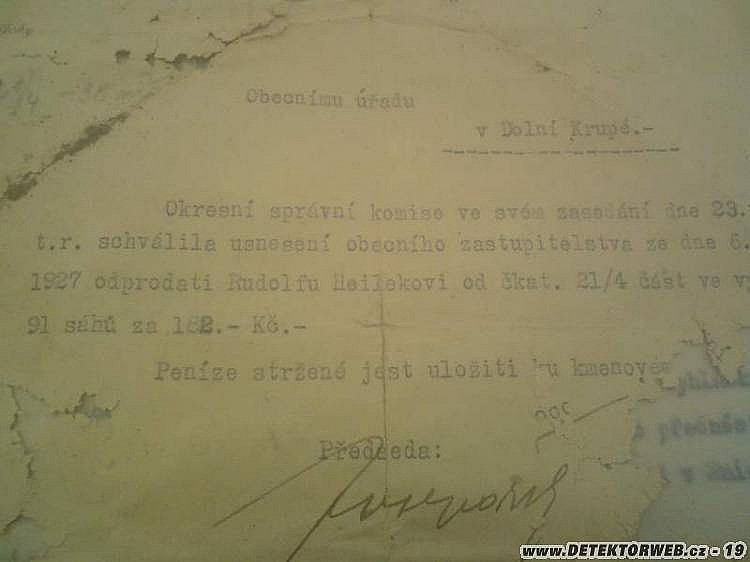 Obecnímu úřadu
v Dolní Krupé.-
Okresní správní komise ve svém zasedání dne 23.
t.r. schválila usnesení obecního zastupitelstva ze dne 6.
1927 odprodati Rudolfu Heilekovi od čkat. 21/4 část ve
91 sáhů za 182.- Kč.-
Peníze stržené jest uložiti ku
Předseda:
www.DETEKTORWEB.cz - 19